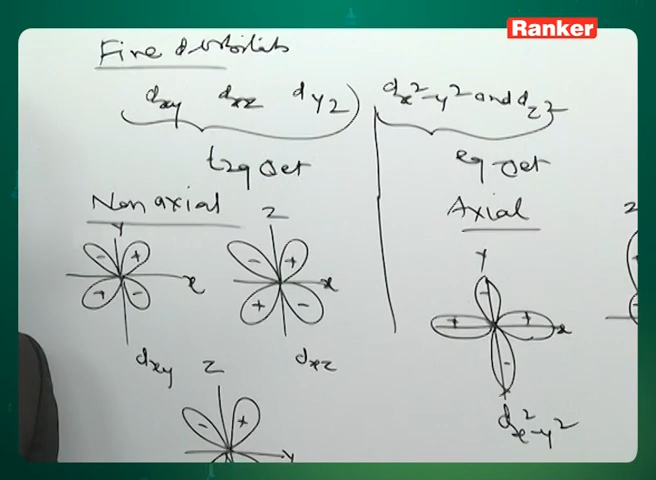 Ranker
Five d orbitals
dxy dxz dyz dx²-y² and dz²
t2g set eg set
Non axial Axial
Y Z Z
- + - + Y
x x
+ - + - - + + x
-
dxy dxz Z
dx²-y²
- +
Y